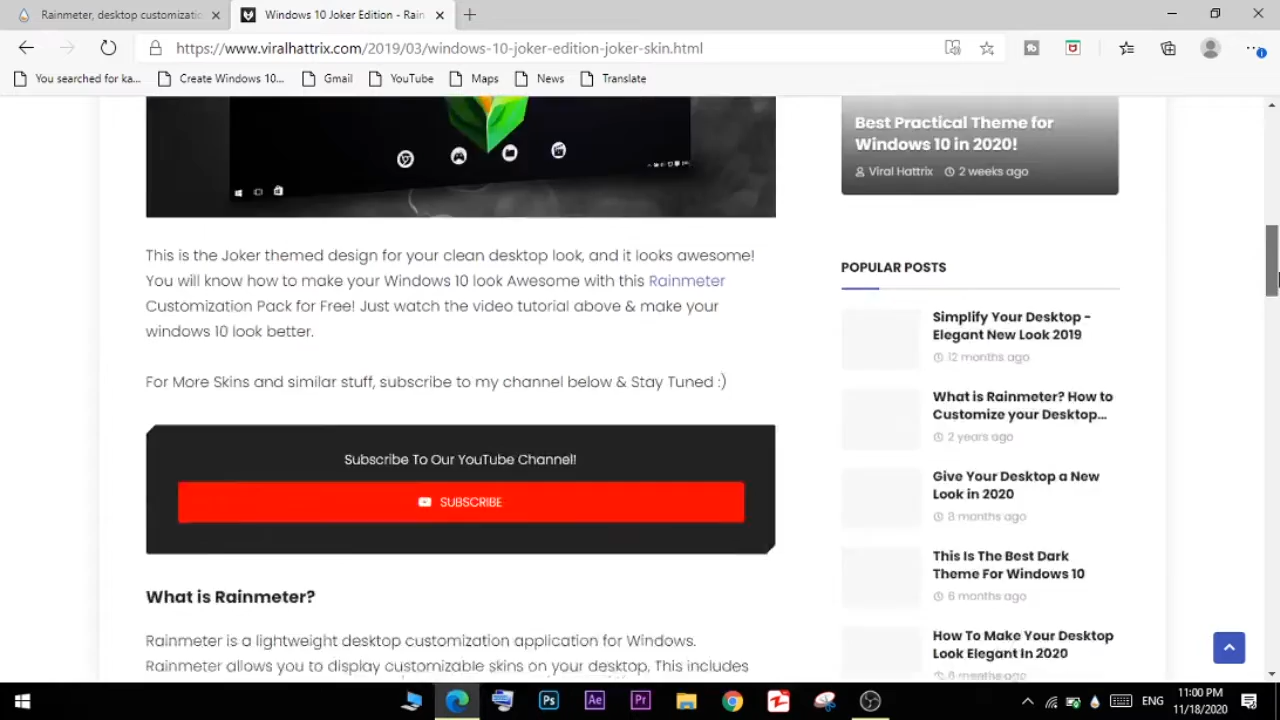 Rainmeter, desktop customizatio
Windows 10 Joker Edition - Rain
https://www.viralhattrix.com/2019/03/windows-10-joker-edition-joker-skin.html
You searched for ka...
Create Windows 10...
Gmail
YouTube
Maps
News
Translate
This is the Joker themed design for your clean desktop look, and it looks awesome!
You will know how to make your Windows 10 look Awesome with this Rainmeter
Customization Pack for Free! Just watch the video tutorial above & make your
windows 10 look better.
For More Skins and similar stuff, subscribe to my channel below & Stay Tuned :)
Subscribe To Our YouTube Channel!
SUBSCRIBE
What is Rainmeter?
Rainmeter is a lightweight desktop customization application for Windows.
Rainmeter allows you to display customizable skins on your desktop. This includes
Best Practical Theme for
Windows 10 in 2020!
Viral Hattrix 2 weeks ago
POPULAR POSTS
Simplify Your Desktop -
Elegant New Look 2019
12 months ago
What is Rainmeter? How to
Customize your Desktop...
2 years ago
Give Your Desktop a New
Look in 2020
8 months ago
This Is The Best Dark
Theme For Windows 10
6 months ago
How To Make Your Desktop
Look Elegant In 2020
8 months ago
Ps
Ae
Pr
ENG
11:00 PM
11/18/2020